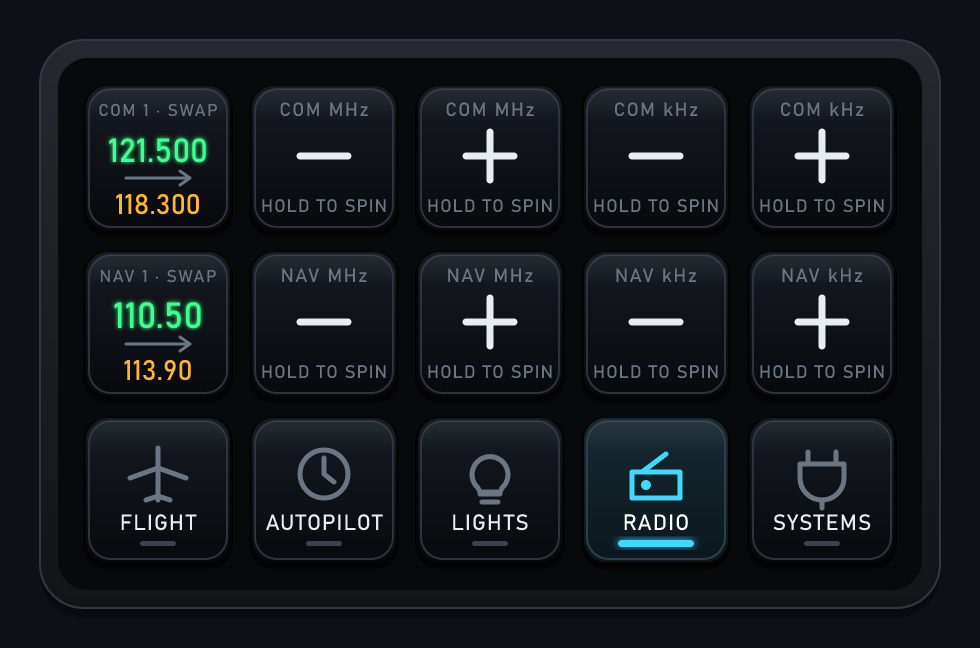 COM 1 · SWAP
121.500
118.300
COM MHz
HOLD TO SPIN
COM MHz
HOLD TO SPIN
COM kHz
HOLD TO SPIN
COM kHz
HOLD TO SPIN
NAV 1 · SWAP
110.50
113.90
NAV MHz
HOLD TO SPIN
NAV MHz
HOLD TO SPIN
NAV kHz
HOLD TO SPIN
NAV kHz
HOLD TO SPIN
FLIGHT
AUTOPILOT
LIGHTS
RADIO
SYSTEMS